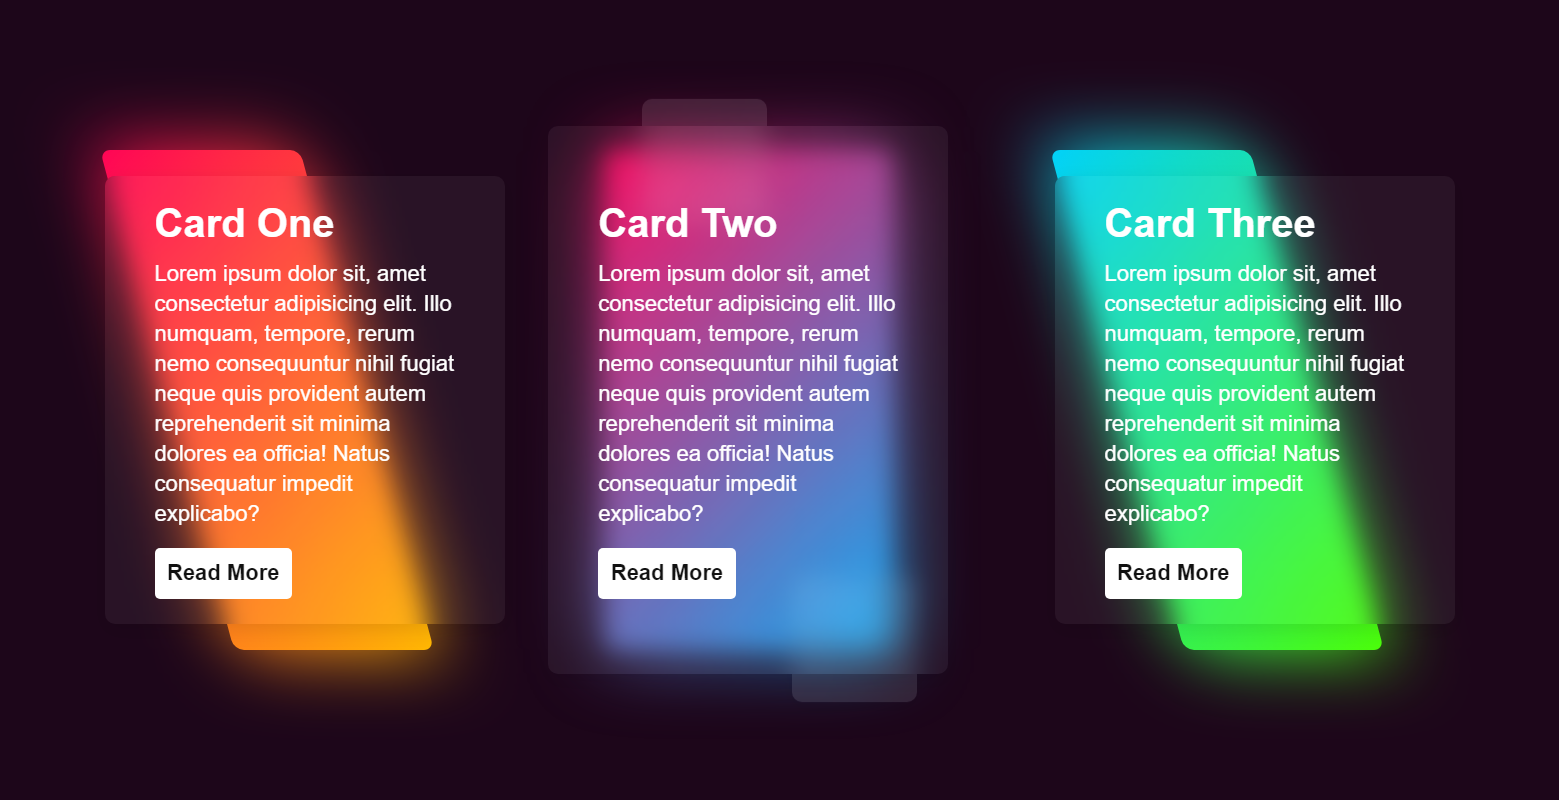 Card One
Lorem ipsum dolor sit, amet
consectetur adipisicing elit. Illo
numquam, tempore, rerum
nemo consequuntur nihil fugiat
neque quis provident autem
reprehenderit sit minima
dolores ea officia! Natus
consequatur impedit
explicabo?
Read More
Card Two
Lorem ipsum dolor sit, amet
consectetur adipisicing elit. Illo
numquam, tempore, rerum
nemo consequuntur nihil fugiat
neque quis provident autem
reprehenderit sit minima
dolores ea officia! Natus
consequatur impedit
explicabo?
Read More
Card Three
Lorem ipsum dolor sit, amet
consectetur adipisicing elit. Illo
numquam, tempore, rerum
nemo consequuntur nihil fugiat
neque quis provident autem
reprehenderit sit minima
dolores ea officia! Natus
consequatur impedit
explicabo?
Read More